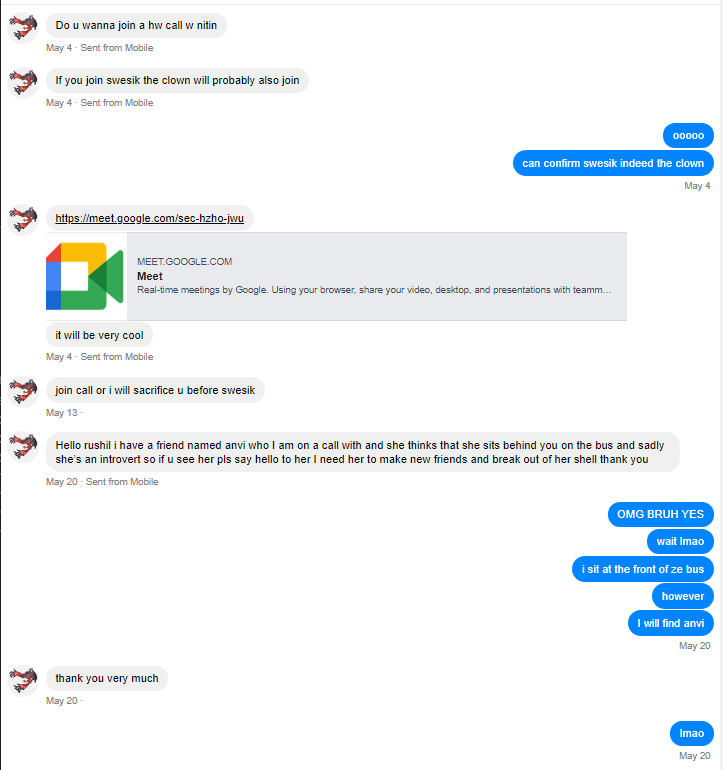 Do u wanna join a hw call w nitin
May 4 · Sent from Mobile
If you join swesik the clown will probably also join
May 4 · Sent from Mobile
ooooo
can confirm swesik indeed the clown
May 4
https://meet.google.com/sec-hzho-jwu
MEET.GOOGLE.COM
Meet
Real-time meetings by Google. Using your browser, share your video, desktop, and presentations with teamm...
it will be very cool
May 4 · Sent from Mobile
join call or i will sacrifice u before swesik
May 13 ·
Hello rushil i have a friend named anvi who I am on a call with and she thinks that she sits behind you on the bus and sadly
she's an introvert so if u see her pls say hello to her I need her to make new friends and break out of her shell thank you
May 20 · Sent from Mobile
OMG BRUH YES
wait lmao
i sit at the front of ze bus
however
I will find anvi
May 20
thank you very much
May 20 ·
lmao
May 20